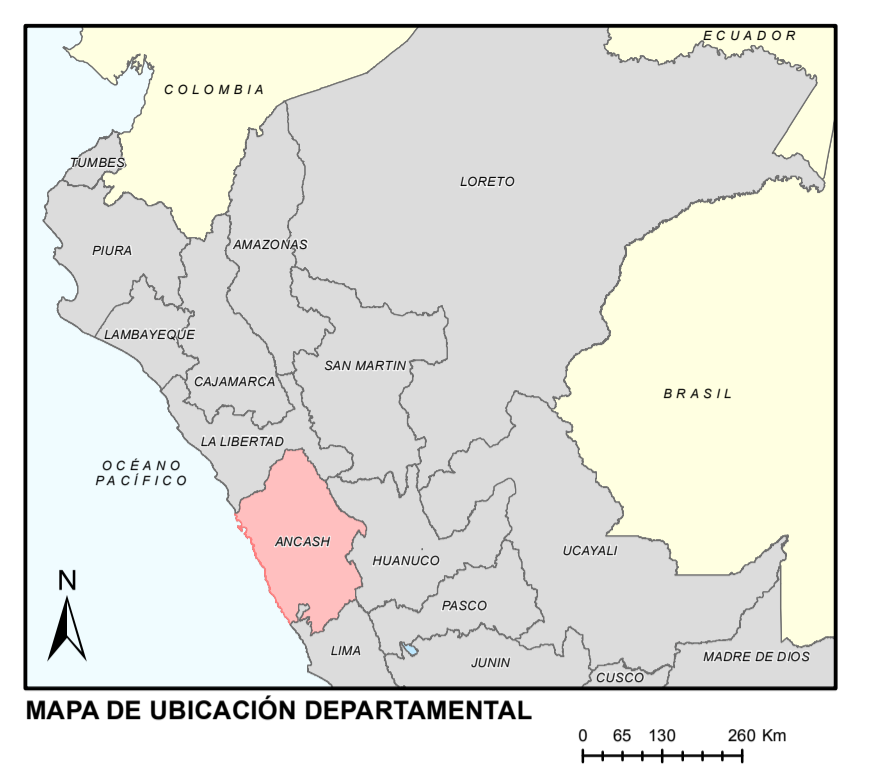 ECUADOR
COLOMBIA
TUMBES
LORETO
AMAZONAS
PIURA
LAMBAYEQUE
SAN MARTIN
CAJAMARCA
BRASIL
LA LIBERTAD
OCÉANO
PACÍFICO
ANCASH
HUANUCO
UCAYALI
N
PASCO
LIMA
JUNIN
MADRE DE DIOS
CUSCO
MAPA DE UBICACIÓN DEPARTAMENTAL
0 65 130 260 Km